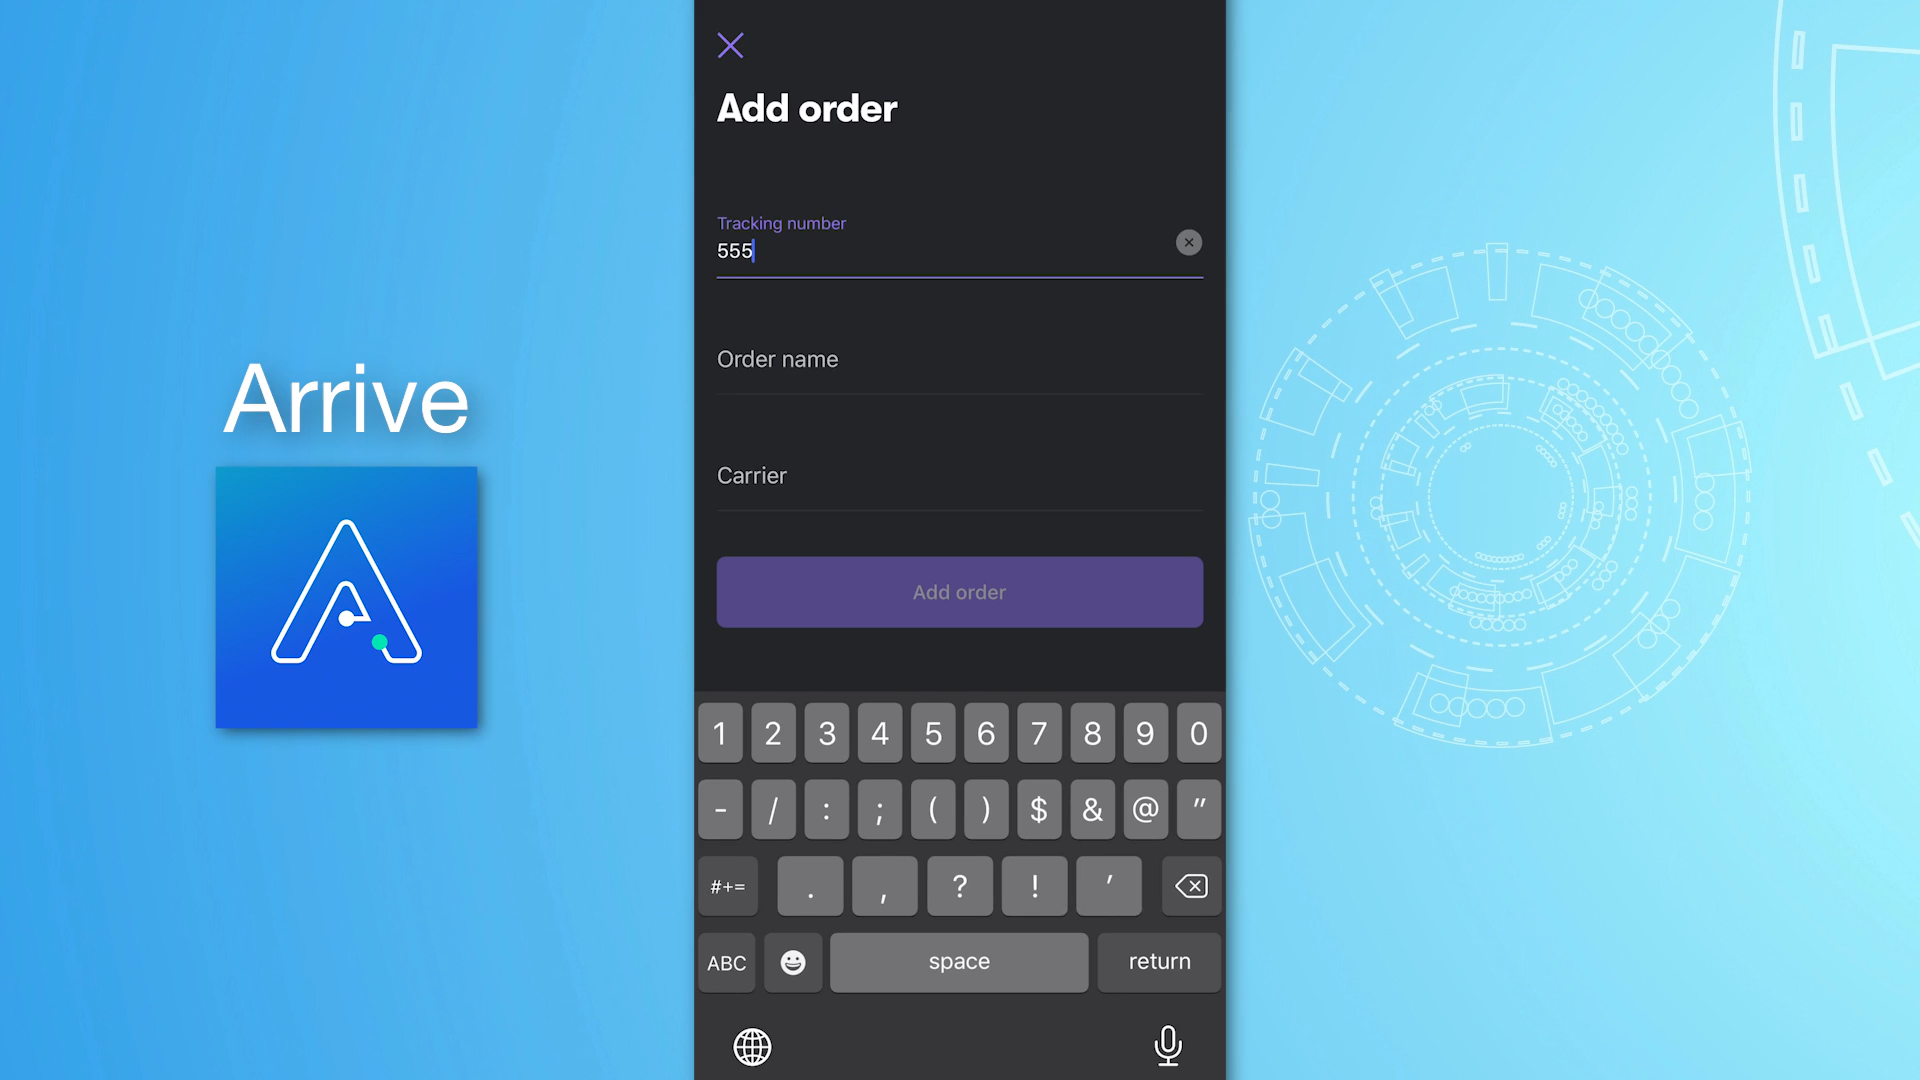 Arrive
Add order
Tracking number
555
Order name
Carrier
Add order
1 2 3 4 5 6 7 8 9 0
- / : ; ( ) $ & @ "
#+= . , ? ! '
ABC space return